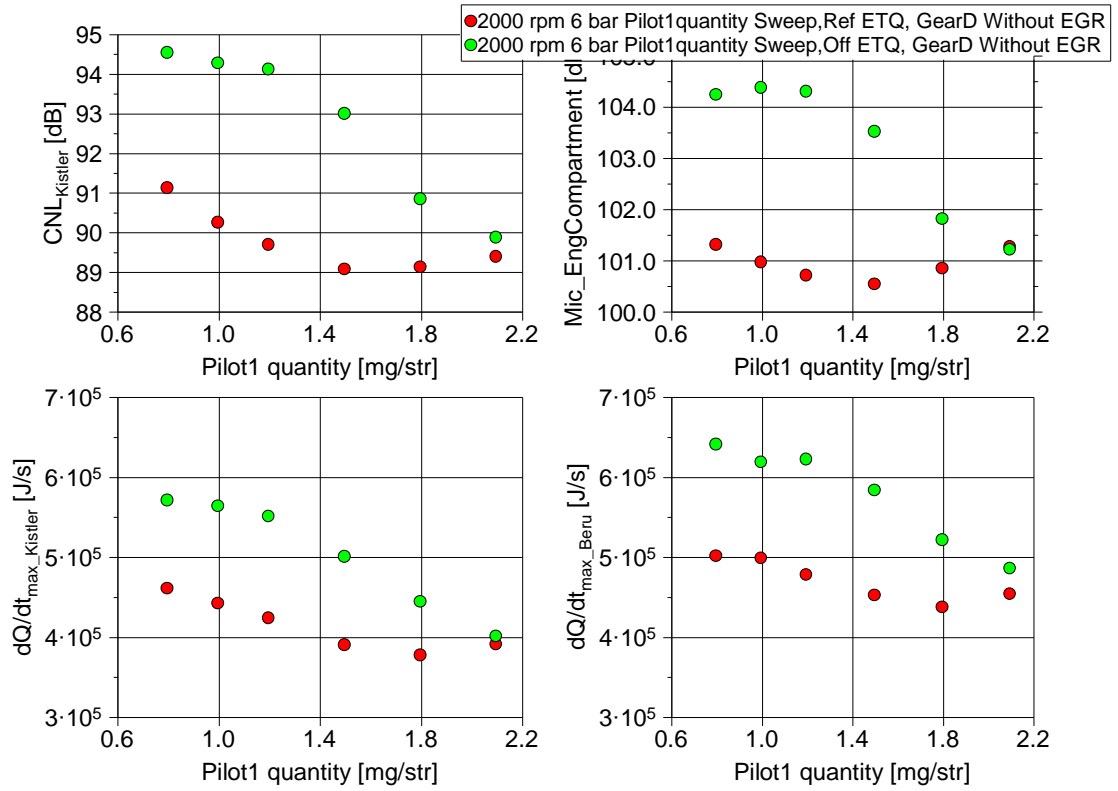 2000 rpm 6 bar Pilot1quantity Sweep,Ref ETQ, GearD Without EGR
2000 rpm 6 bar Pilot1quantity Sweep,Off ETQ, GearD Without EGR
95
94
93
92
91
90
89
88
CNL_Kistler [dB]
0.6 1.0 1.4 1.8 2.2
Pilot1 quantity [mg/str]
104.0
103.0
102.0
101.0
100.0
Mic_EngCompartment
0.6 1.0 1.4 1.8 2.2
Pilot1 quantity [mg/str]
7·10⁵
6·10⁵
5·10⁵
4·10⁵
3·10⁵
dQ/dt_max_Kistler [J/s]
0.6 1.0 1.4 1.8 2.2
Pilot1 quantity [mg/str]
7·10⁵
6·10⁵
5·10⁵
4·10⁵
3·10⁵
dQ/dt_max_Beru [J/s]
0.6 1.0 1.4 1.8 2.2
Pilot1 quantity [mg/str]